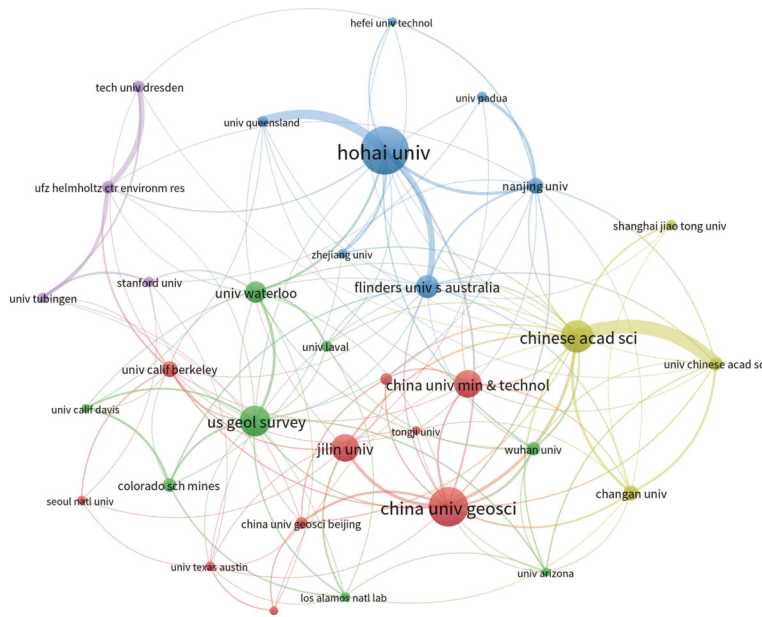 hefei univ technol
tech univ dresden
univ padua
univ queensland
hohai univ
ufz helmholtz ctr environm res
nanjing univ
shanghai jiao tong univ
zhejiang univ
stanford univ
flinders univ s australia
univ tubingen
univ waterloo
chinese acad sci
univ laval
univ chinese acad sc
univ calif berkeley
china univ min & technol
univ calif davis
us geol survey
tongji univ
jilin univ
wuhan univ
colorado sch mines
changan univ
seoul natl univ
china univ geosci
china univ geosci beijing
univ texas austin
univ arizona
los alamos natl lab